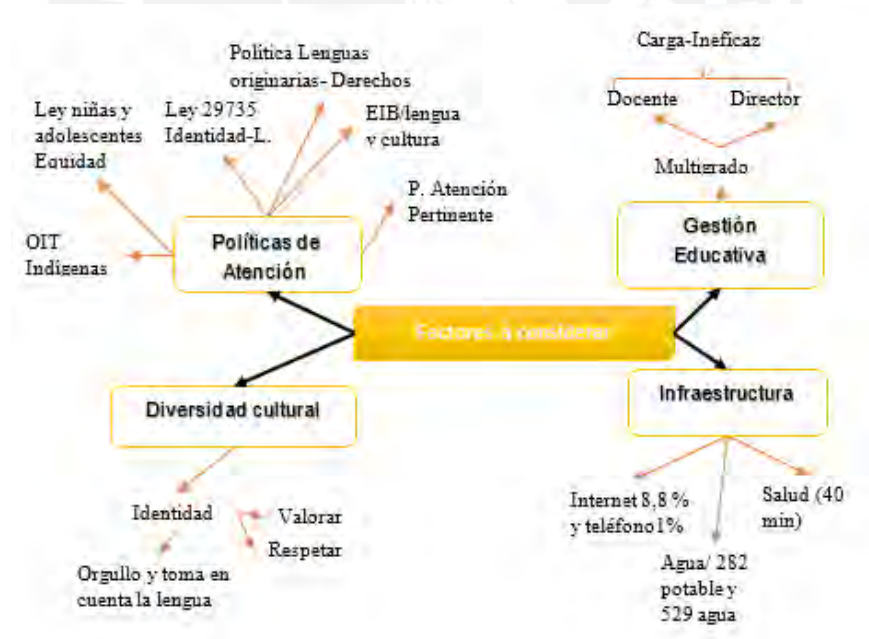 Política Lenguas
originarias- Derechos
Ley niñas y
adolescentes
Equidad
Ley 29735
Identidad-L.
EIB/lengua
y cultura
P. Atención
Pertinente
OIT
Indígenas
Políticas de
Atención
Carga-Ineficaz
Docente
Director
Multigrado
Gestión
Educativa
Factores a considerar
Diversidad cultural
Identidad
Valorar
Respetar
Orgullo y toma en
cuenta la lengua
Infraestructura
Internet 8,8 %
y teléfono1%
Salud (40
min)
Agua/ 282
potable y
529 agua